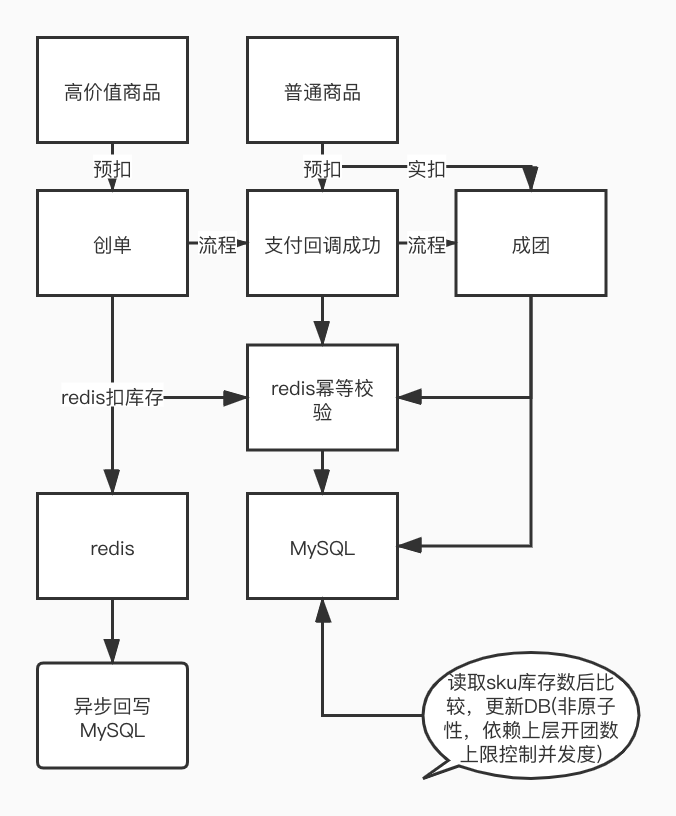 高价值商品
普通商品
预扣
预扣
实扣
创单
流程
支付回调成功
流程
成团
redis扣库存
redis幂等校
验
redis
MySQL
异步回写
MySQL
读取sku库存数后比
较，更新DB(非原子
性，依赖上层开团数
上限控制并发度)